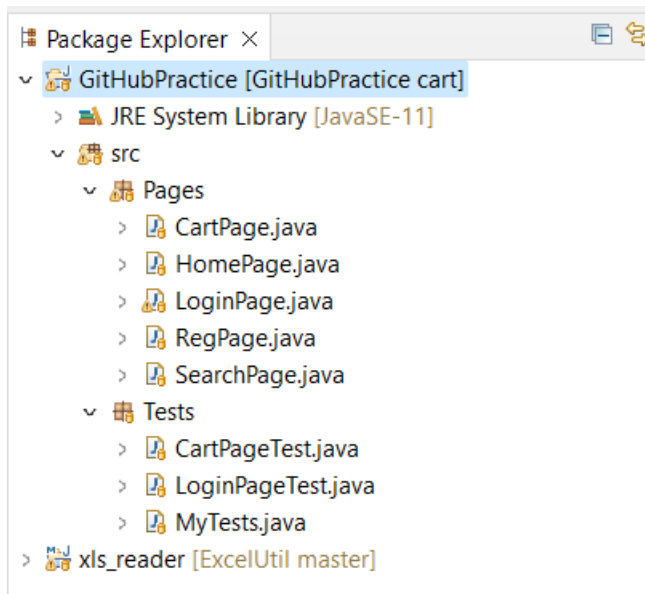 Package Explorer
GitHubPractice [GitHubPractice cart]
JRE System Library [JavaSE-11]
src
Pages
CartPage.java
HomePage.java
LoginPage.java
RegPage.java
SearchPage.java
Tests
CartPageTest.java
LoginPageTest.java
MyTests.java
xls_reader [ExcelUtil master]